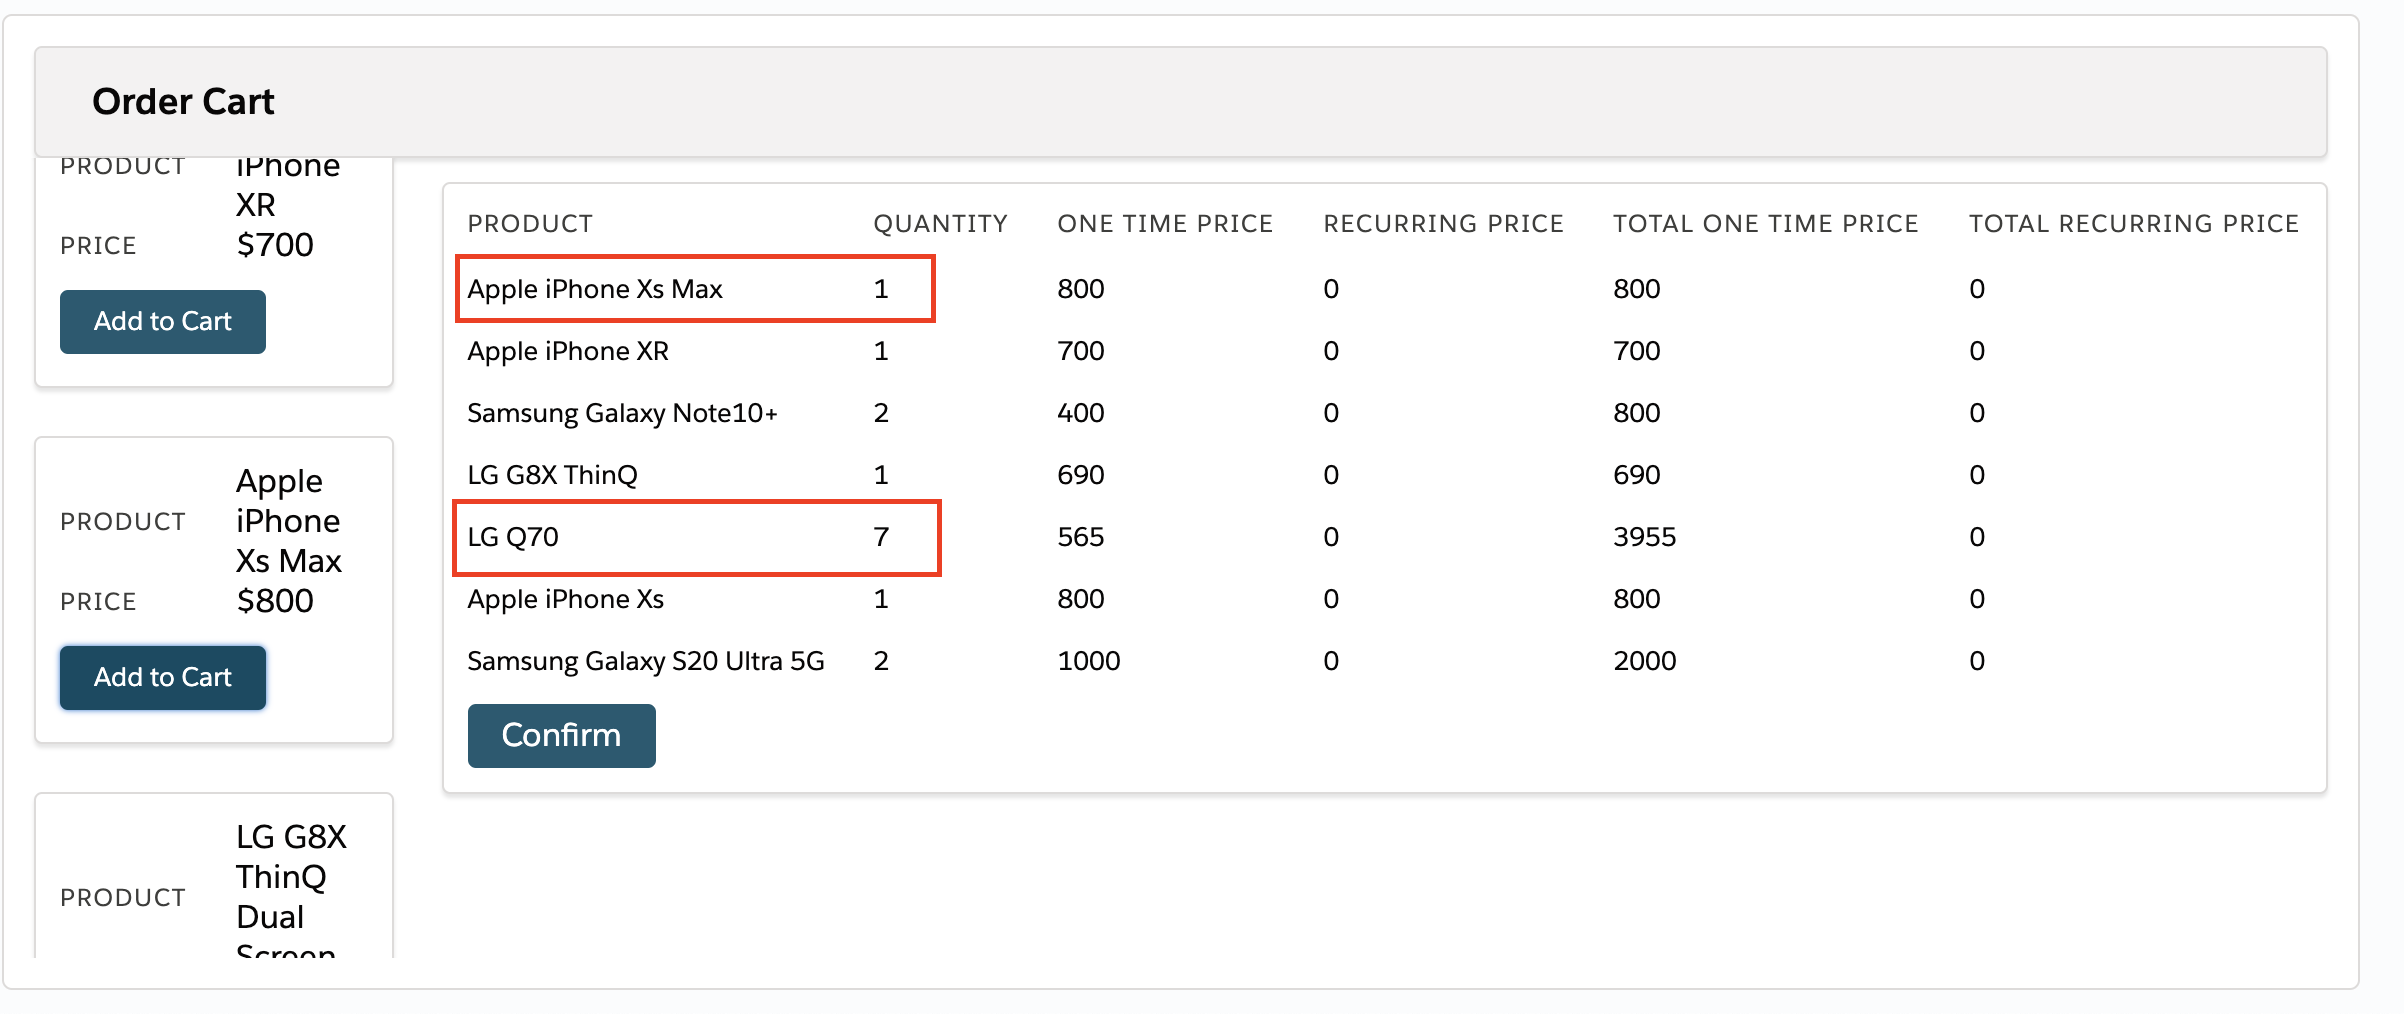 Order Cart
PRODUCT iPhone
XR
PRICE $700
Add to Cart
Apple
PRODUCT iPhone
Xs Max
PRICE $800
Add to Cart
LG G8X
ThinQ
PRODUCT
Dual
Screen
PRODUCT QUANTITY ONE TIME PRICE RECURRING PRICE TOTAL ONE TIME PRICE TOTAL RECURRING PRICE
Apple iPhone Xs Max 1 800 0 800 0
Apple iPhone XR 1 700 0 700 0
Samsung Galaxy Note10+ 2 400 0 800 0
LG G8X ThinQ 1 690 0 690 0
LG Q70 7 565 0 3955 0
Apple iPhone Xs 1 800 0 800 0
Samsung Galaxy S20 Ultra 5G 2 1000 0 2000 0
Confirm